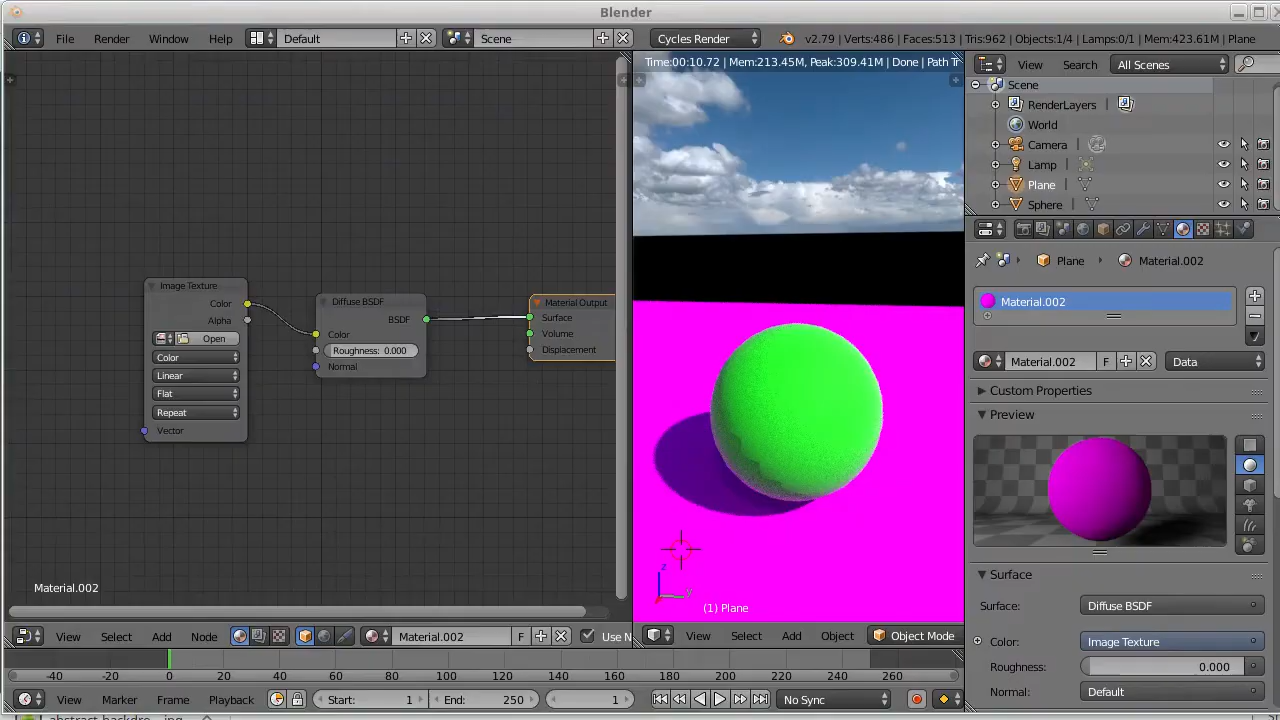 Blender
File Render Window Help Default Scene Cycles Render v2.79 | Verts:486 | Faces:513 | Tris:962 | Objects:1/4 | Lamps:0/1 | Mem:423.61M | Plane
Time:00:10.72 | Mem:213.45M, Peak:309.41M | Done | Path Tr
View Search All Scenes
Scene
RenderLayers
World
Camera
Lamp
Plane
Sphere
Plane Material.002
Material.002
Material.002 F Data
Custom Properties
Preview
Surface
Surface: Diffuse BSDF
Color: Image Texture
Roughness: 0.000
Normal: Default
Image Texture
Color
Alpha
Open
Color
Linear
Flat
Repeat
Vector
Diffuse BSDF
BSDF
Color
Roughness: 0.000
Normal
Material Output
Surface
Volume
Displacement
Material.002
z
y
(1) Plane
View Select Add Node Material.002 F Use N
View Select Add Object Object Mode
-40 -20 0 20 40 60 80 100 120 140 160 180 200 220 240 260
View Marker Frame Playback Start: 1 End: 250 1 No Sync